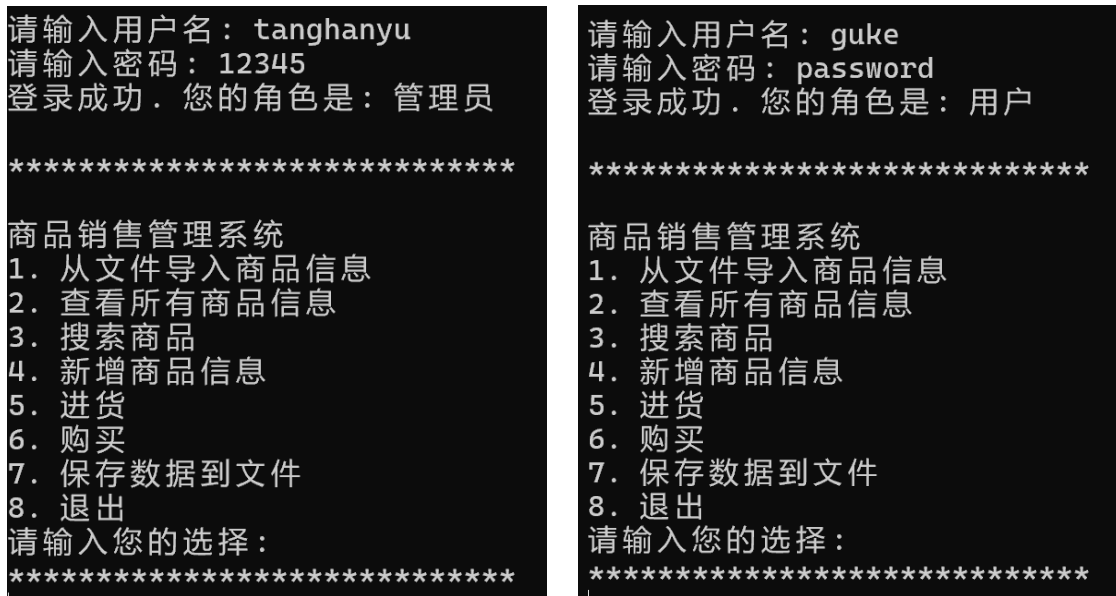 请输入用户名: tanghanyu
请输入密码: 12345
登录成功. 您的角色是: 管理员
*****************************
商品销售管理系统
1. 从文件导入商品信息
2. 查看所有商品信息
3. 搜索商品
4. 新增商品信息
5. 进货
6. 购买
7. 保存数据到文件
8. 退出
请输入您的选择:
*****************************
请输入用户名: guke
请输入密码: password
登录成功. 您的角色是: 用户
*****************************
商品销售管理系统
1. 从文件导入商品信息
2. 查看所有商品信息
3. 搜索商品
4. 新增商品信息
5. 进货
6. 购买
7. 保存数据到文件
8. 退出
请输入您的选择:
*****************************